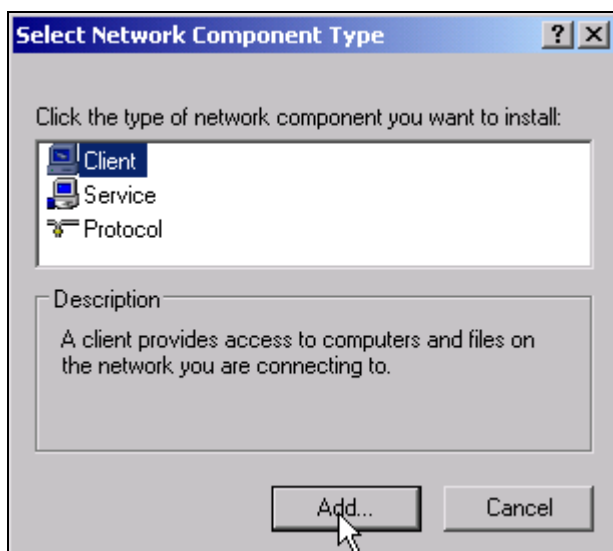 Select Network Component Type
Click the type of network component you want to install:
Client
Service
Protocol
Description
A client provides access to computers and files on
the network you are connecting to.
Add...
Cancel